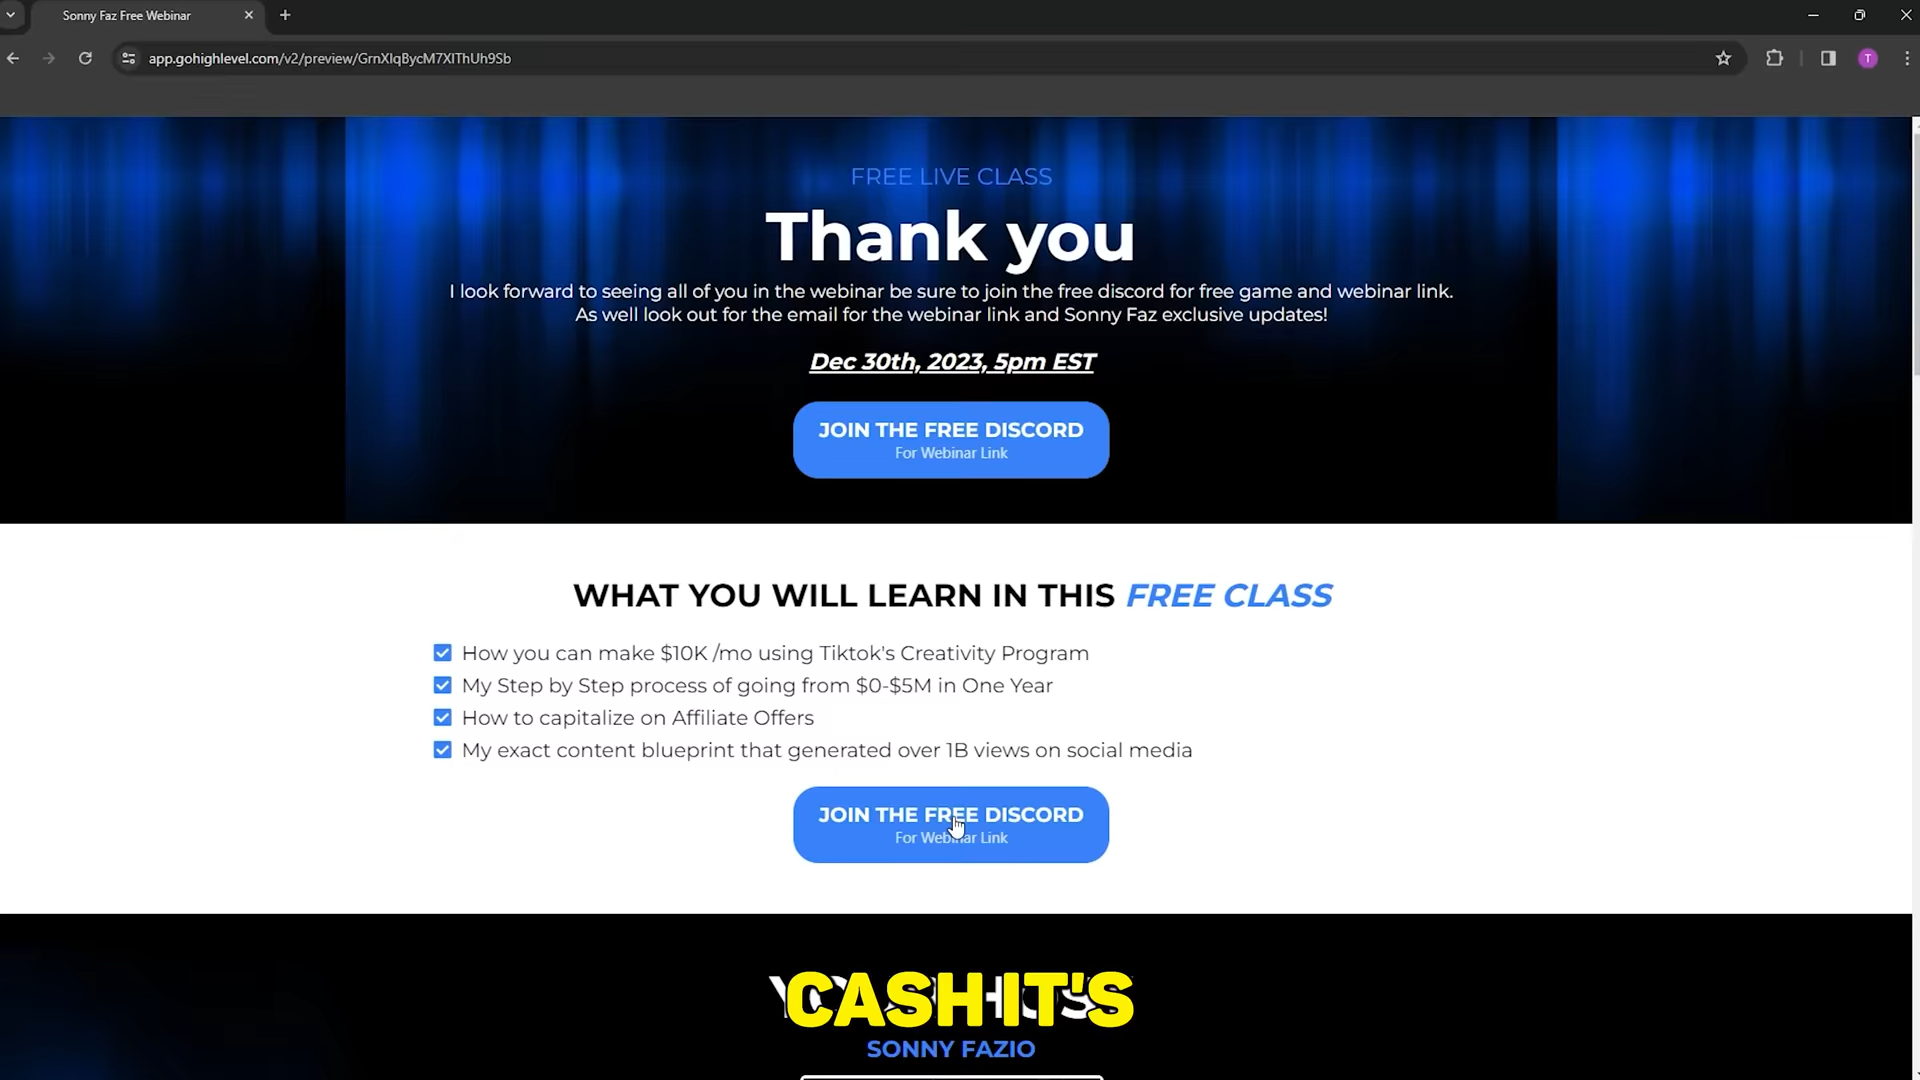 Sonny Faz Free Webinar
app.gohighlevel.com/v2/preview/GrnXlqBycM7XlThUh9Sb
T
FREE LIVE CLASS
Thank you
I look forward to seeing all of you in the webinar be sure to join the free discord for free game and webinar link.
As well look out for the email for the webinar link and Sonny Faz exclusive updates!
Dec 30th, 2023, 5pm EST
JOIN THE FREE DISCORD
For Webinar Link
WHAT YOU WILL LEARN IN THIS FREE CLASS
How you can make $10K /mo using Tiktok's Creativity Program
My Step by Step process of going from $0-$5M in One Year
How to capitalize on Affiliate Offers
My exact content blueprint that generated over 1B views on social media
JOIN THE FREE DISCORD
For Webinar Link
CASH IT'S
SONNY FAZIO